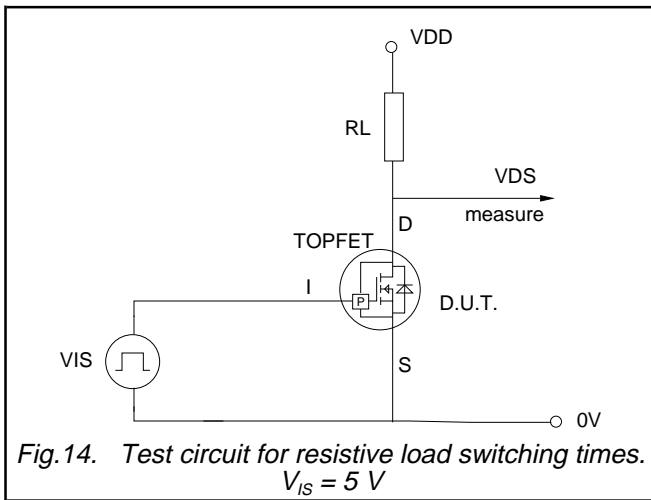 VDD
RL
VDS
measure
D
TOPFET
I
P
D.U.T.
VIS
S
0V
Fig.14. Test circuit for resistive load switching times.
VIS = 5 V